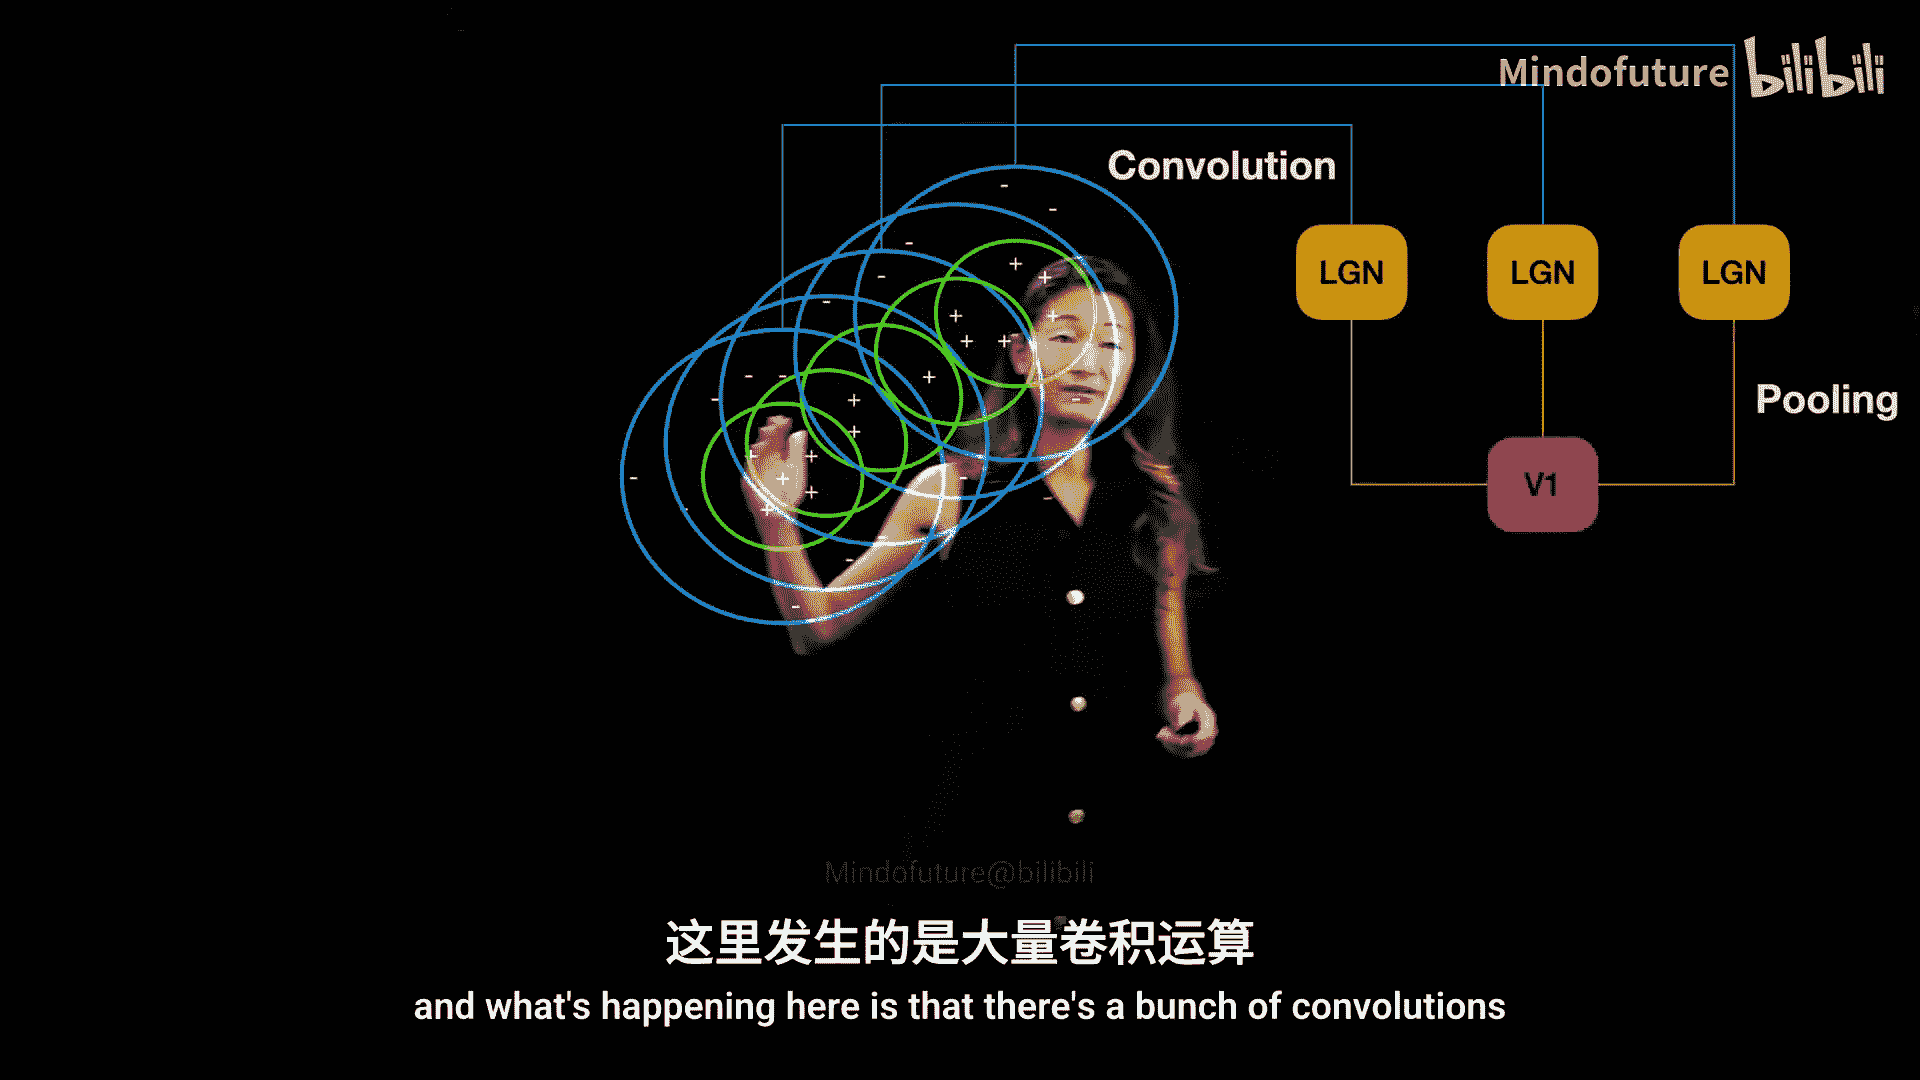 Mindofuture bilibili
Convolution
LGN LGN LGN
Pooling
V1
Mindofuture@bilibili
这里发生的是大量卷积运算
and what's happening here is that there's a bunch of convolutions